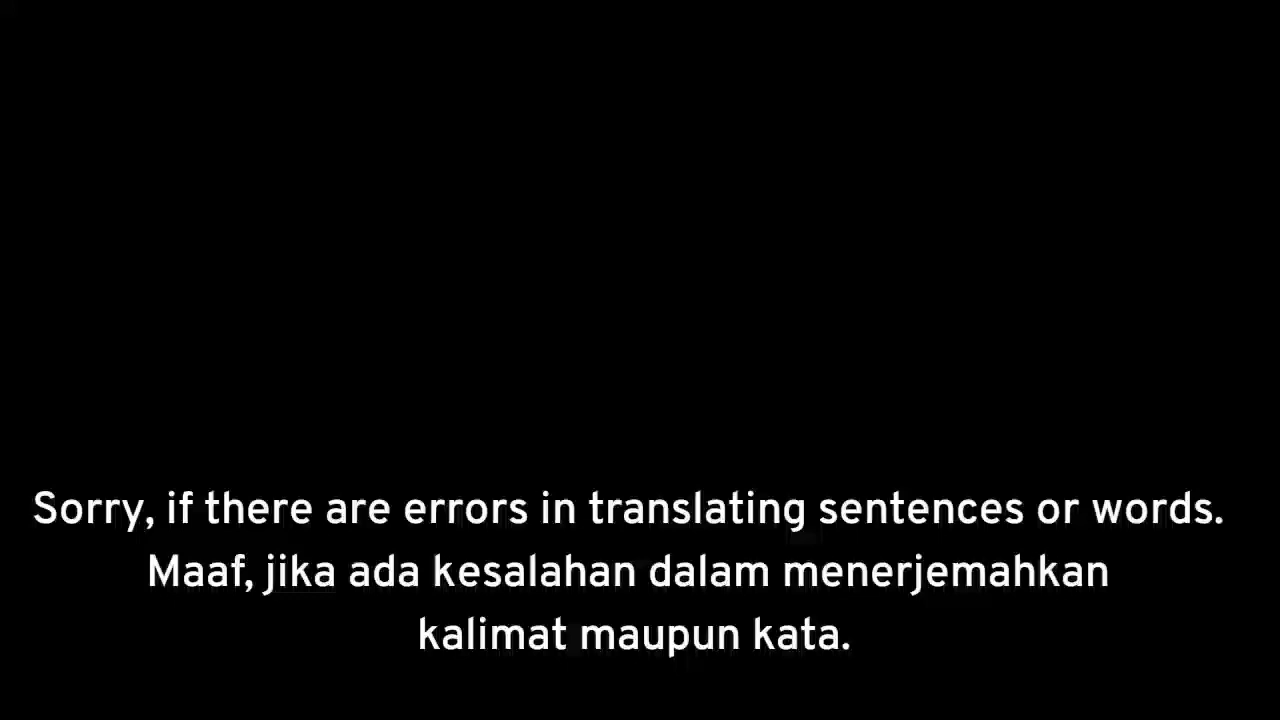 Sorry, if there are errors in translating sentences or words.
Maaf, jika ada kesalahan dalam menerjemahkan
kalimat maupun kata.